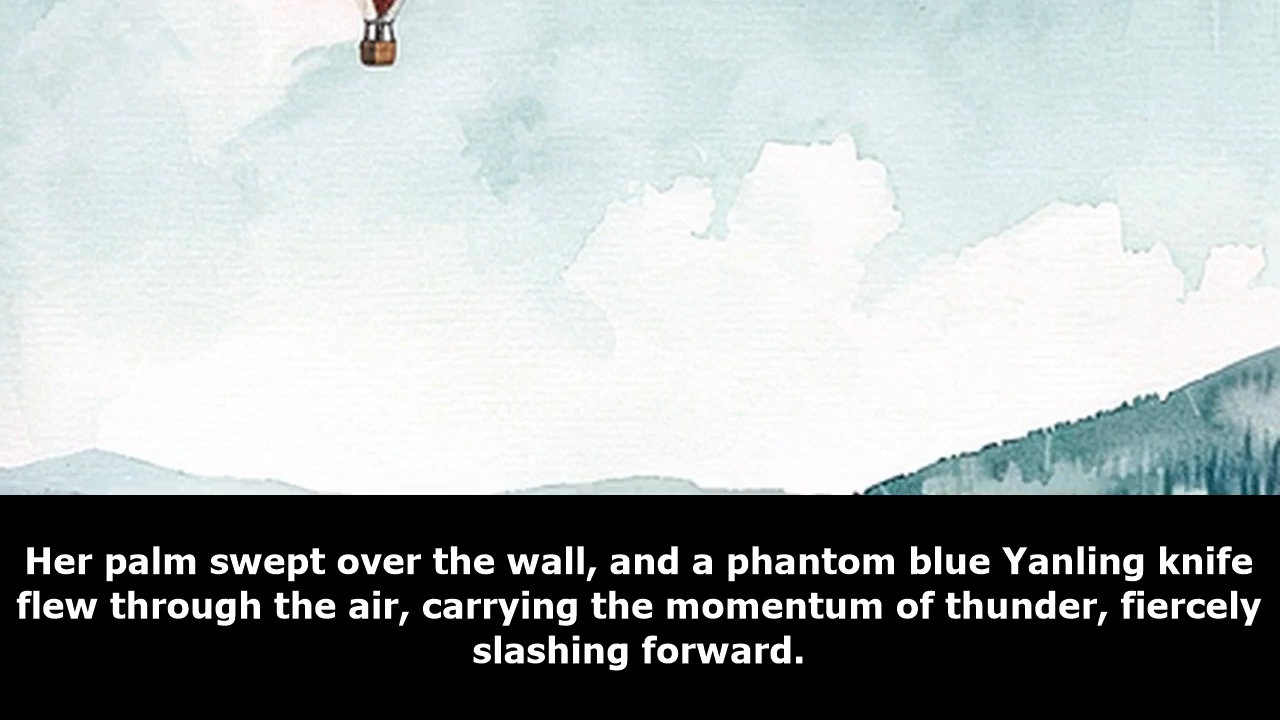 Her palm swept over the wall, and a phantom blue Yanling knife
flew through the air, carrying the momentum of thunder, fiercely
slashing forward.